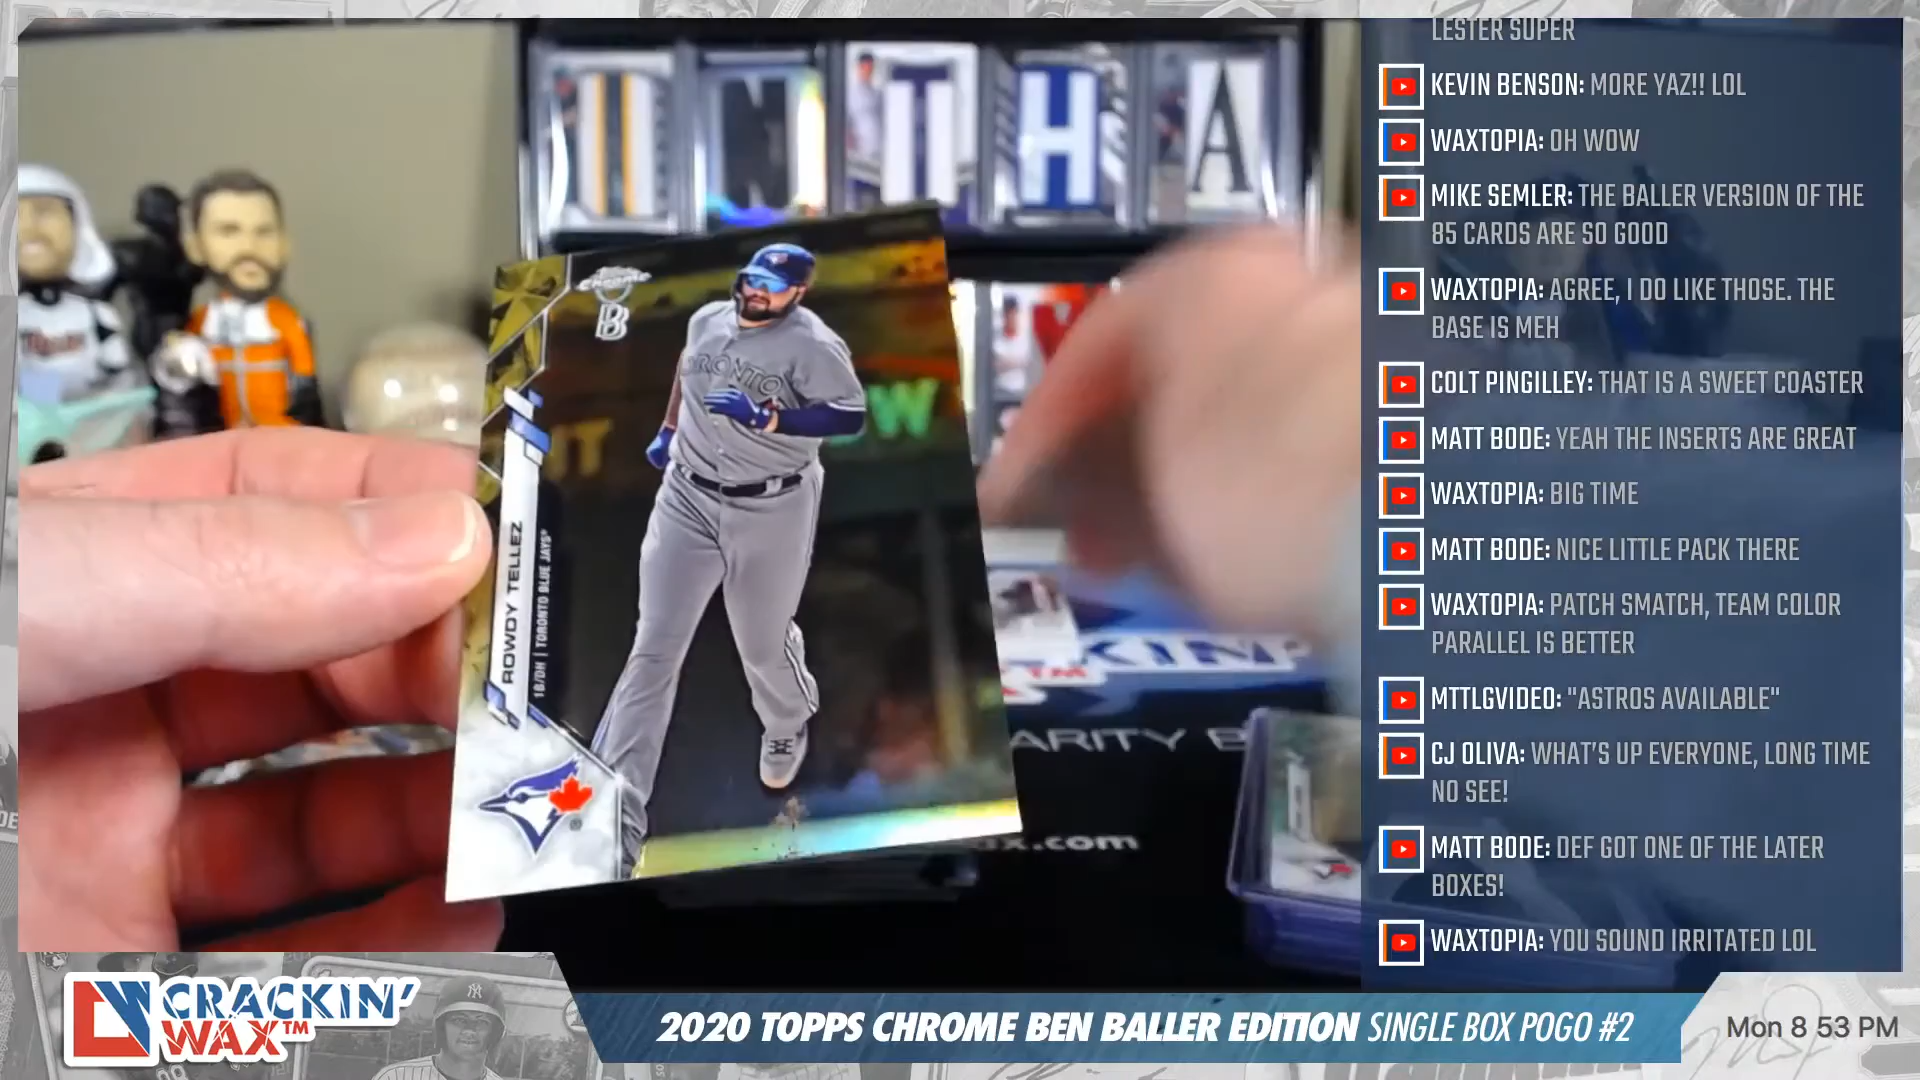 LESTER SUPER
KEVIN BENSON: MORE YAZ!! LOL
WAXTOPIA: OH WOW
MIKE SEMLER: THE BALLER VERSION OF THE
85 CARDS ARE SO GOOD
WAXTOPIA: AGREE, I DO LIKE THOSE. THE
BASE IS MEH
COLT PINGILLEY: THAT IS A SWEET COASTER
MATT BODE: YEAH THE INSERTS ARE GREAT
WAXTOPIA: BIG TIME
MATT BODE: NICE LITTLE PACK THERE
WAXTOPIA: PATCH SMATCH, TEAM COLOR
PARALLEL IS BETTER
MTTLGVIDEO: "ASTROS AVAILABLE"
CJ OLIVA: WHAT'S UP EVERYONE, LONG TIME
NO SEE!
MATT BODE: DEF GOT ONE OF THE LATER
BOXES!
WAXTOPIA: YOU SOUND IRRITATED LOL
I N T H A
Topps
Chrome
B
ROWDY TELLEZ
1B/DH | TORONTO BLUE JAYS®
CRACKIN'
WAX™
2020 TOPPS CHROME BEN BALLER EDITION SINGLE BOX POGO #2
Mon 8 53 PM